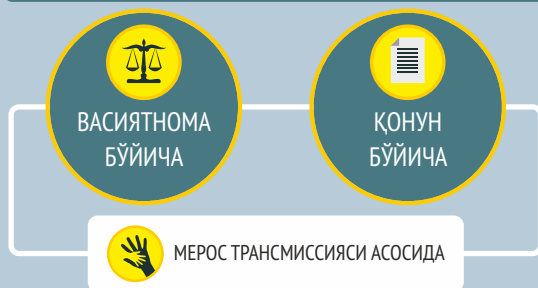 ВАСИЯТНОМА
БЎЙИЧА
ҚОНУН
БЎЙИЧА
МЕРОС ТРАНСМИССИЯСИ АСОСИДА